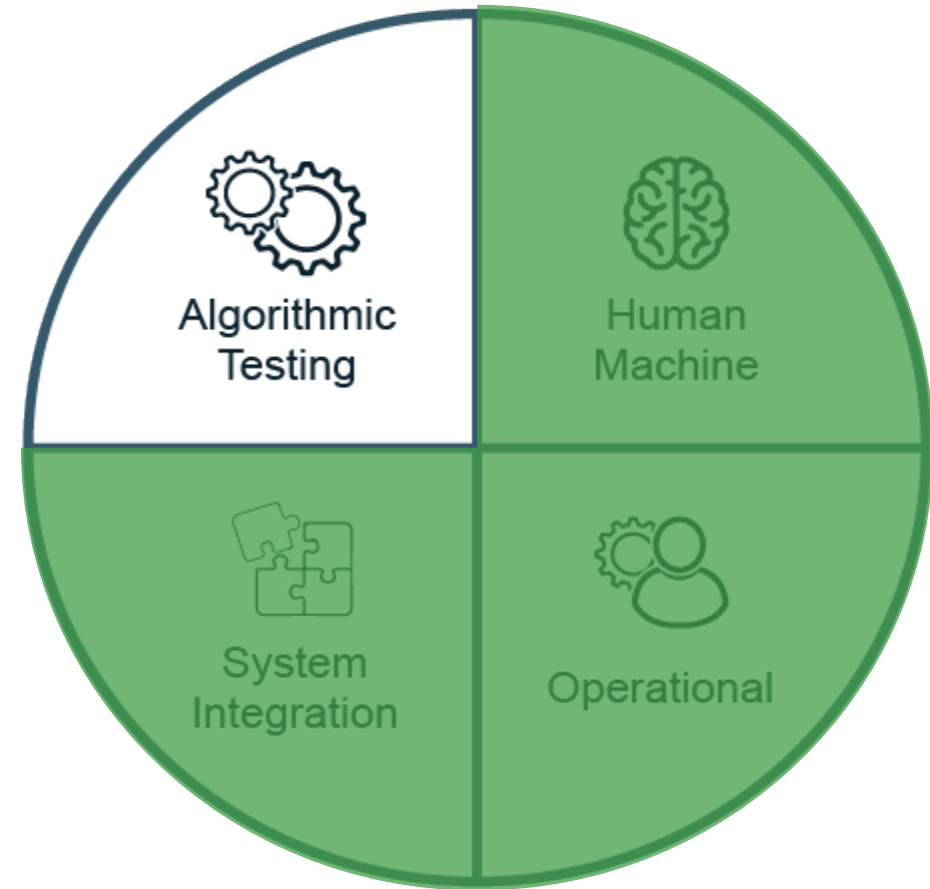 Algorithmic
Testing
Human
Machine
System
Integration
Operational